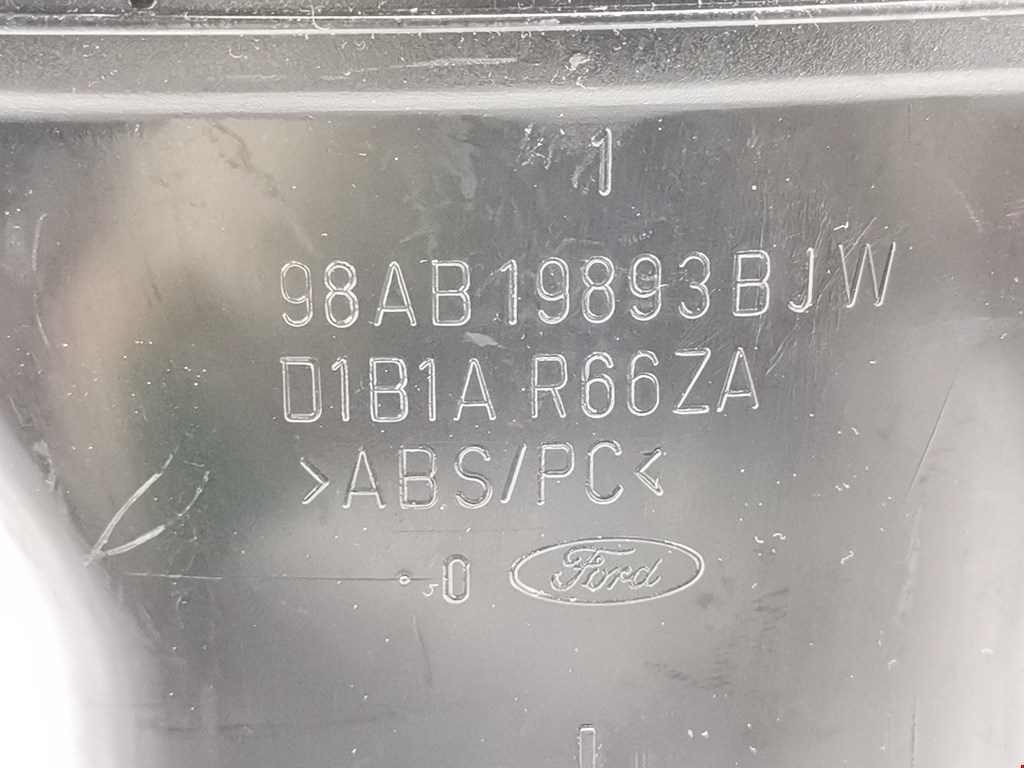 1
98AB 19893 BJW
D1B1A R66ZA
>ABS/PC<
0 Ford